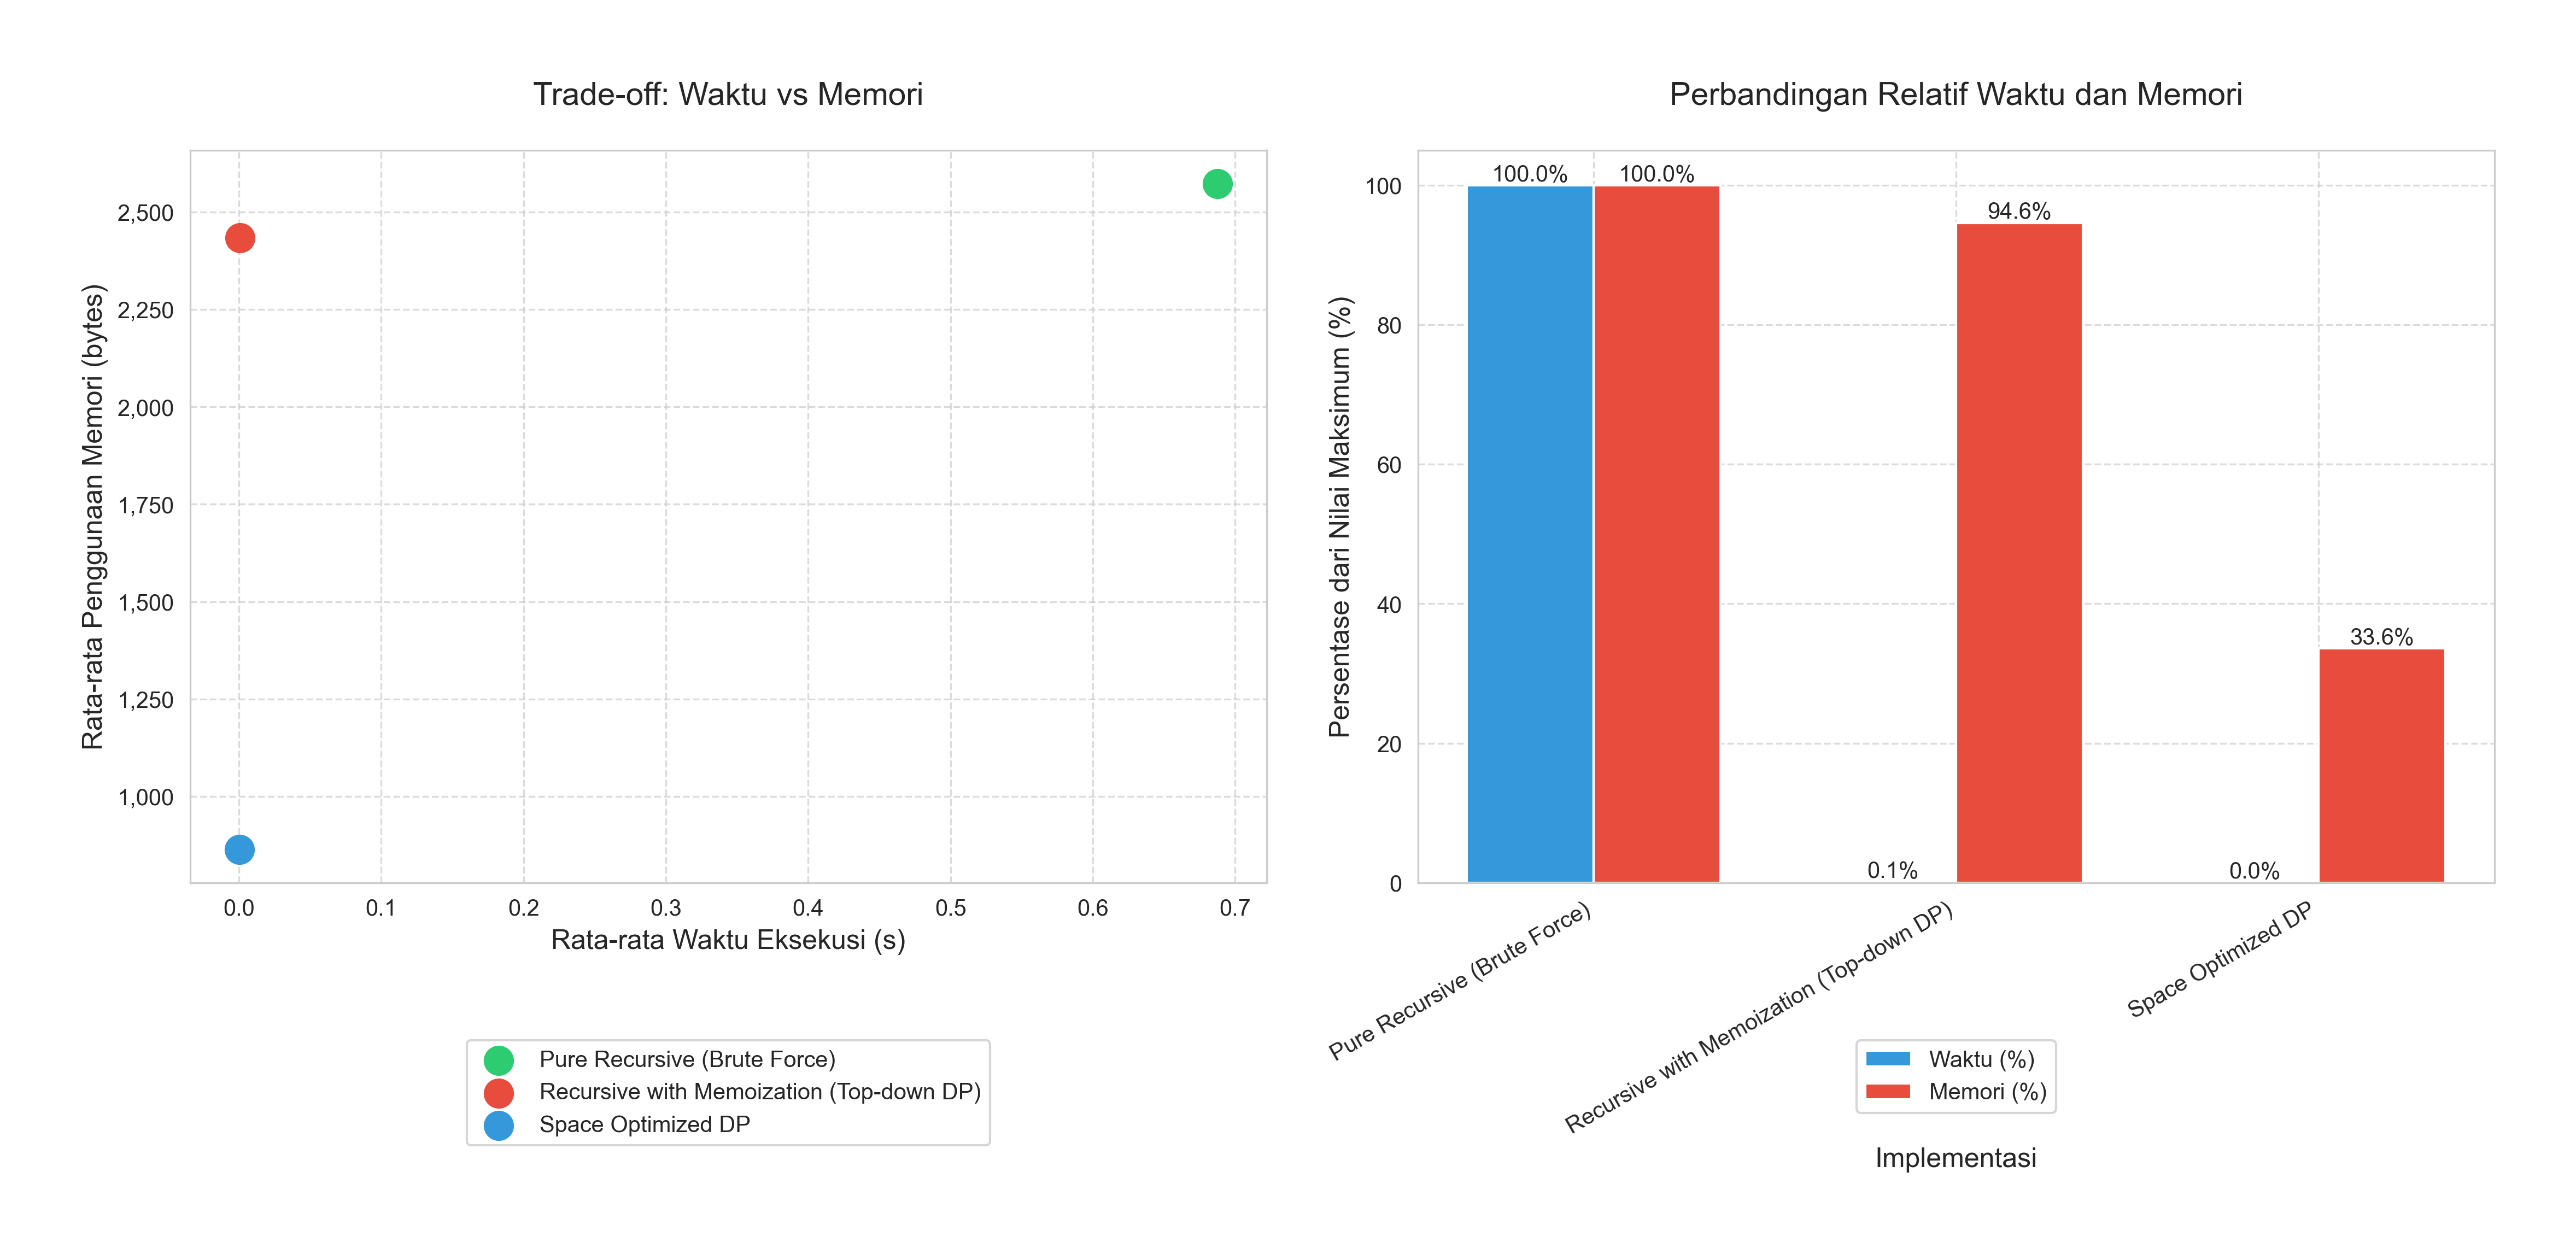 Trade-off: Waktu vs Memori
Rata-rata Penggunaan Memori (bytes)
2,500
2,250
2,000
1,750
1,500
1,250
1,000
0.0 0.1 0.2 0.3 0.4 0.5 0.6 0.7
Rata-rata Waktu Eksekusi (s)
Pure Recursive (Brute Force)
Recursive with Memoization (Top-down DP)
Space Optimized DP
Perbandingan Relatif Waktu dan Memori
Persentase dari Nilai Maksimum (%)
100
80
60
40
20
0
100.0% 100.0%
0.1% 94.6%
0.0% 33.6%
Pure Recursive (Brute Force)
Recursive with Memoization (Top-down DP)
Space Optimized DP
Waktu (%)
Memori (%)
Implementasi